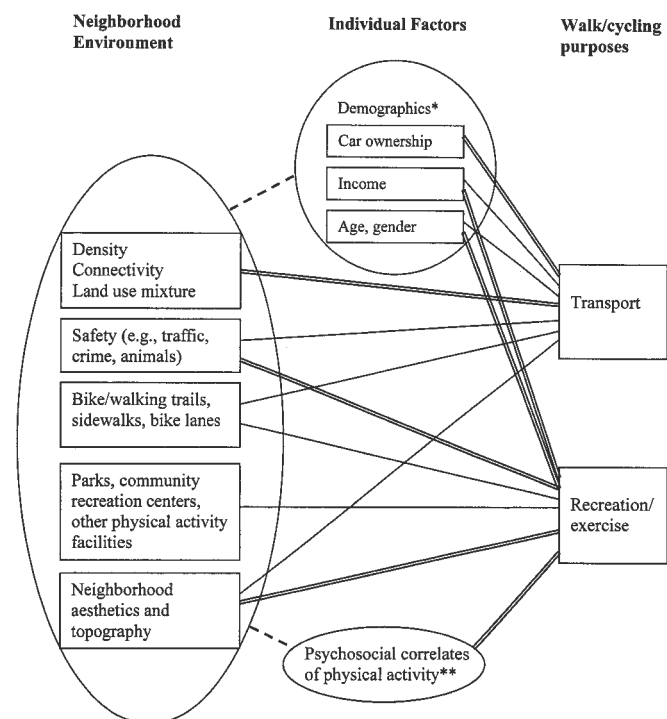 Neighborhood
Environment
Individual Factors
Walk/cycling
purposes
Demographics*
Car ownership
Income
Age, gender
Density
Connectivity
Land use mixture
Safety (e.g., traffic,
crime, animals)
Bike/walking trails,
sidewalks, bike lanes
Parks, community
recreation centers,
other physical activity
facilities
Neighborhood
aesthetics and
topography
Psychosocial correlates
of physical activity**
Transport
Recreation/
exercise